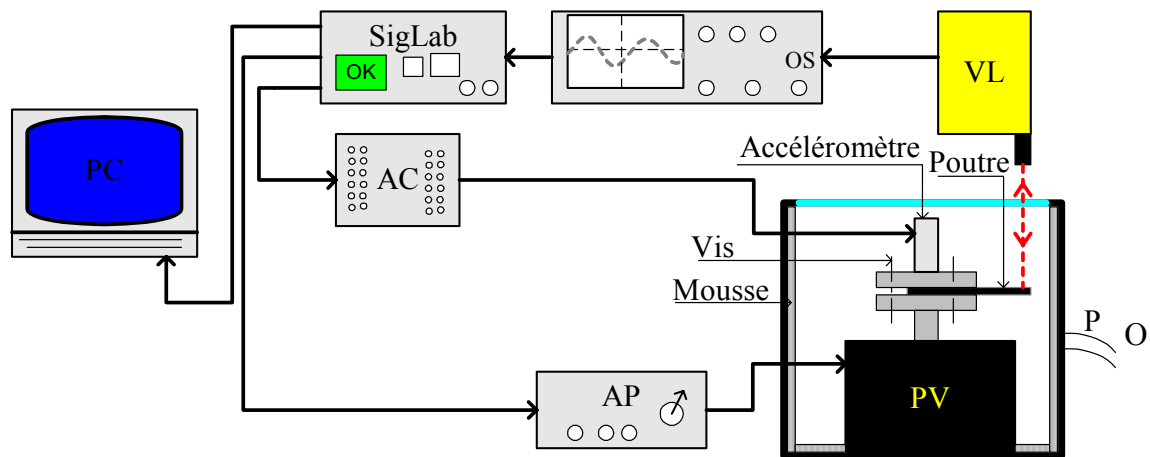 SigLab
OK
OS
VL
PC
AC
Accéléromètre
Poutre
Vis
Mousse
P
O
AP
PV